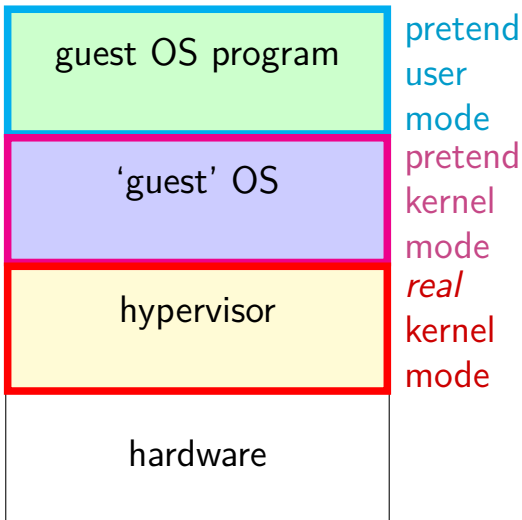 guest OS program
pretend
user
mode
‘guest’ OS
pretend
kernel
mode
hypervisor
real
kernel
mode
hardware